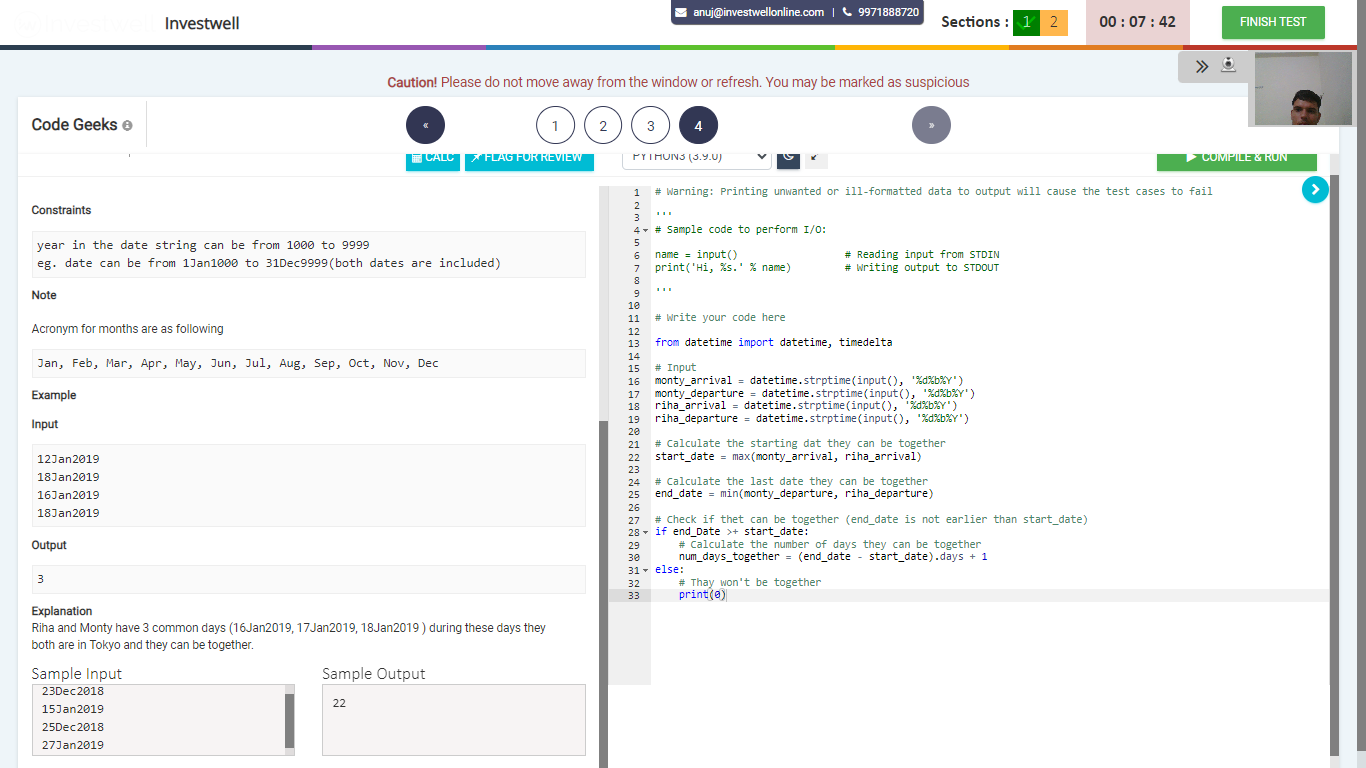 Investwell
anuj@investwellonline.com | 9971888720
Sections : 1 2
00 : 07 : 42
FINISH TEST
Caution! Please do not move away from the window or refresh. You may be marked as suspicious
Code Geeks
« 1 2 3 4 »
CALC
FLAG FOR REVIEW
PYTHON3 (3.9.0)
COMPILE & RUN
Constraints
year in the date string can be from 1000 to 9999
eg. date can be from 1Jan1000 to 31Dec9999(both dates are included)
Note
Acronym for months are as following
Jan, Feb, Mar, Apr, May, Jun, Jul, Aug, Sep, Oct, Nov, Dec
Example
Input
12Jan2019
18Jan2019
16Jan2019
18Jan2019
Output
3
Explanation
Riha and Monty have 3 common days (16Jan2019, 17Jan2019, 18Jan2019 ) during these days they
both are in Tokyo and they can be together.
Sample Input
23Dec2018
15Jan2019
25Dec2018
27Jan2019
Sample Output
22
1 # Warning: Printing unwanted or ill-formatted data to output will cause the test cases to fail
2
3 '''
4 # Sample code to perform I/O:
5
6 name = input() # Reading input from STDIN
7 print('Hi, %s.' % name) # Writing output to STDOUT
8
9 '''
10
11 # Write your code here
12
13 from datetime import datetime, timedelta
14
15 # Input
16 monty_arrival = datetime.strptime(input(), '%d%b%Y')
17 monty_departure = datetime.strptime(input(), '%d%b%Y')
18 riha_arrival = datetime.strptime(input(), '%d%b%Y')
19 riha_departure = datetime.strptime(input(), '%d%b%Y')
20
21 # Calculate the starting dat they can be together
22 start_date = max(monty_arrival, riha_arrival)
23
24 # Calculate the last date they can be together
25 end_date = min(monty_departure, riha_departure)
26
27 # Check if thet can be together (end_date is not earlier than start_date)
28 if end_Date >+ start_date:
29 # Calculate the number of days they can be together
30 num_days_together = (end_date - start_date).days + 1
31 else:
32 # Thay won't be together
33 print(0)